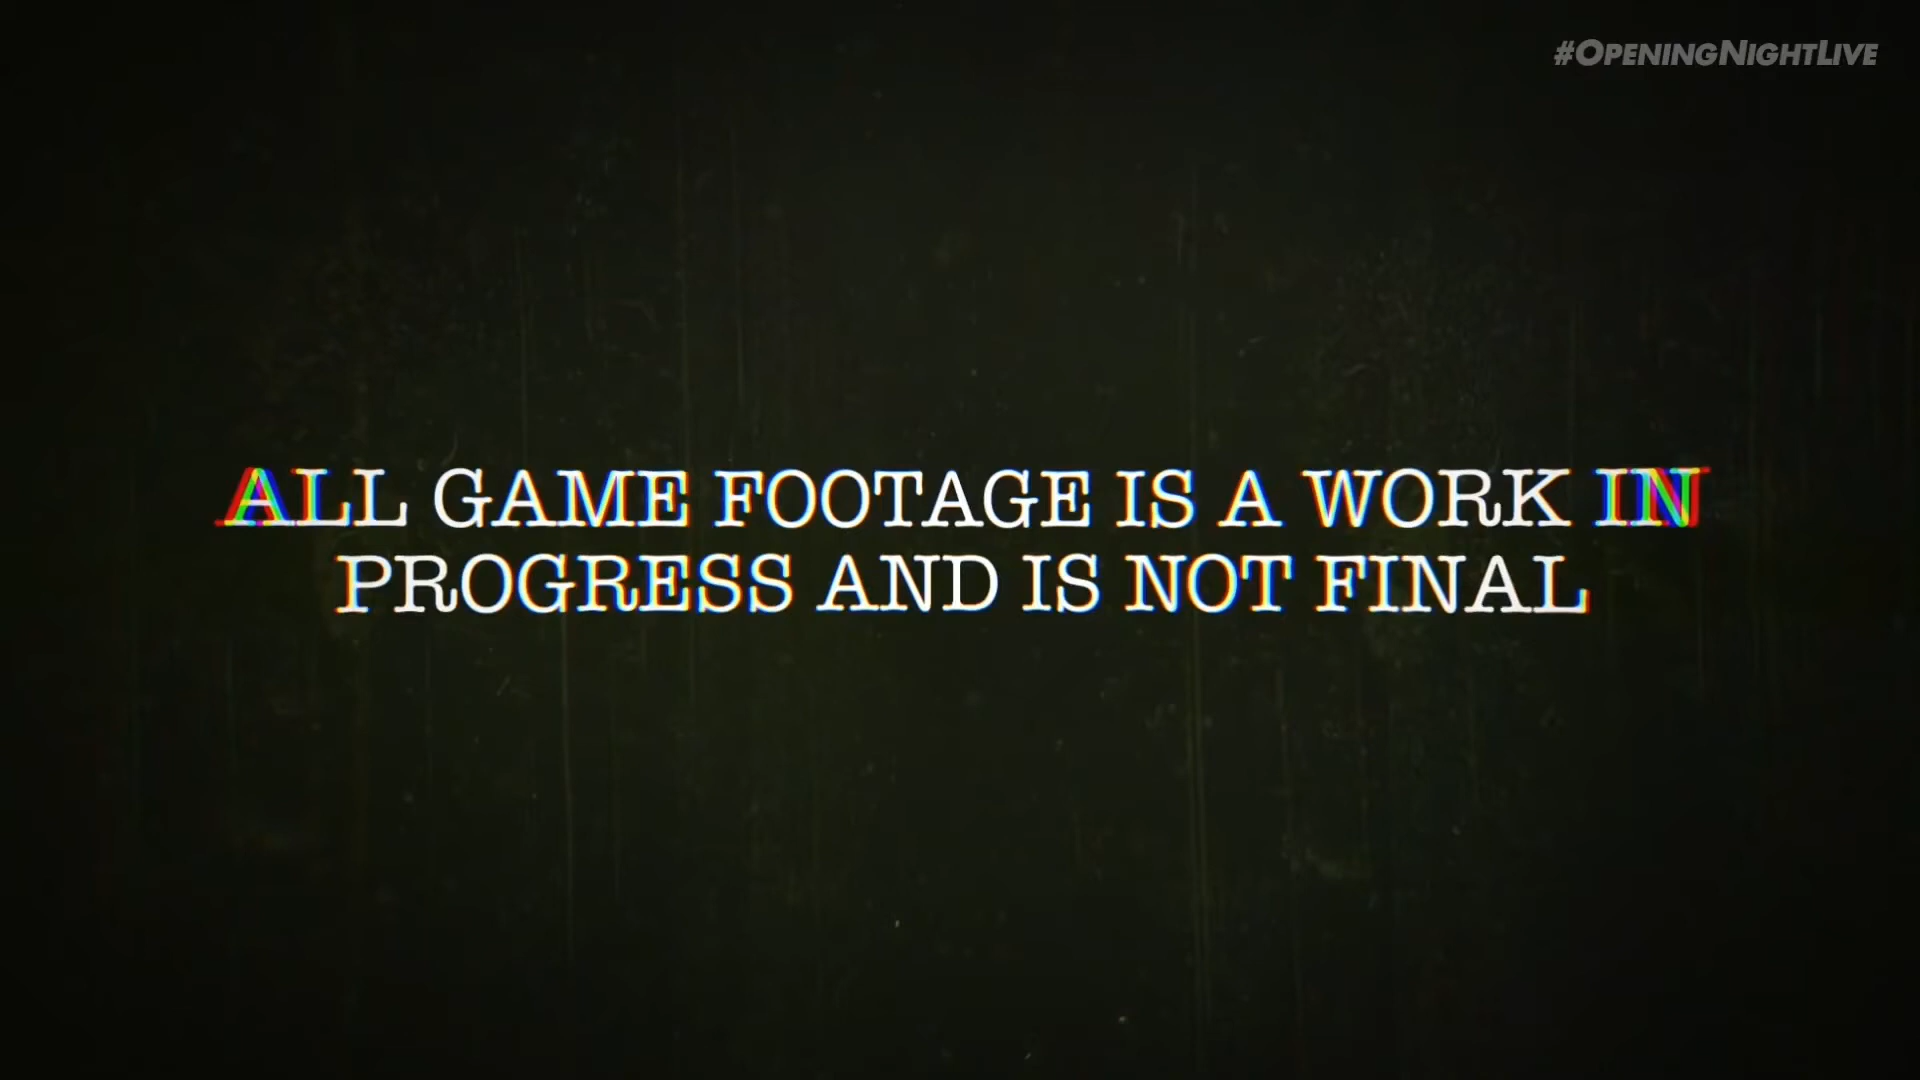 #OPENINGNIGHTLIVE
ALL GAME FOOTAGE IS A WORK IN
PROGRESS AND IS NOT FINAL